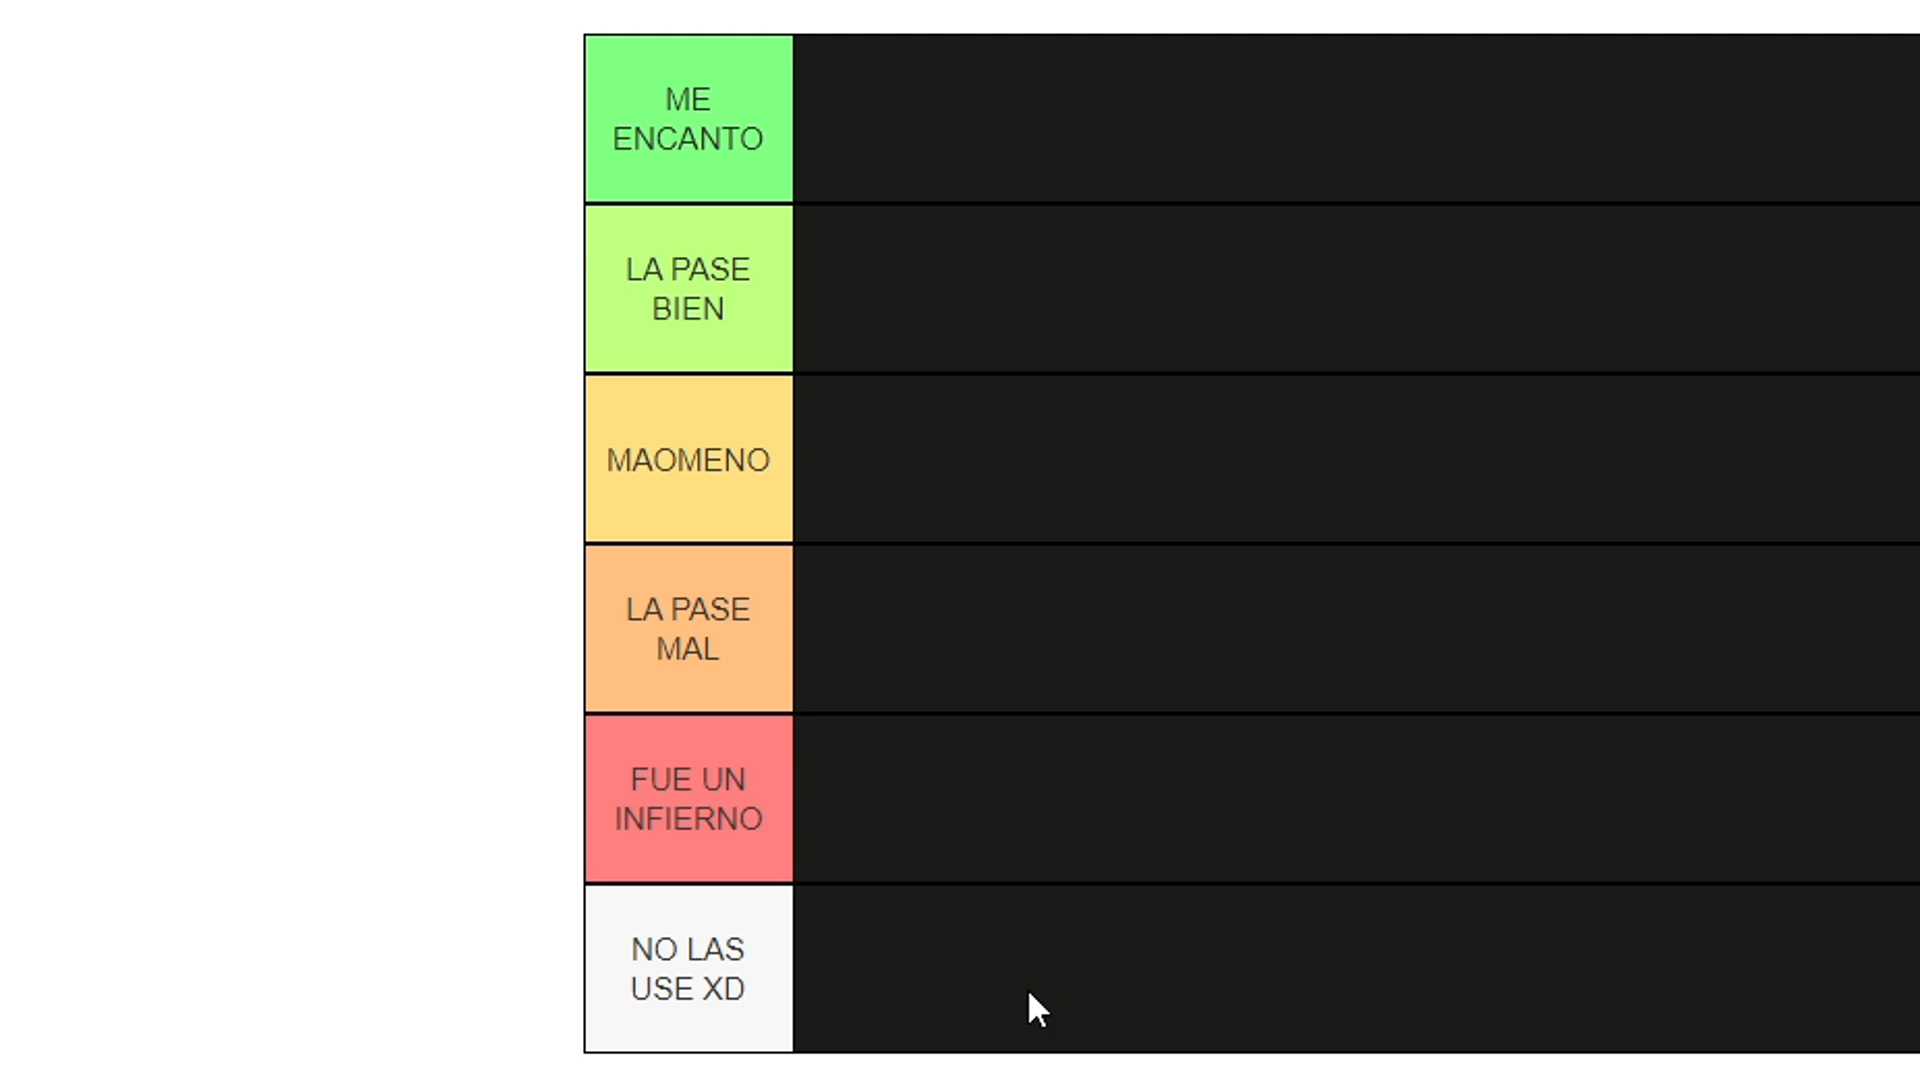 ME
ENCANTO
LA PASE
BIEN
MAOMENO
LA PASE
MAL
FUE UN
INFIERNO
NO LAS
USE XD